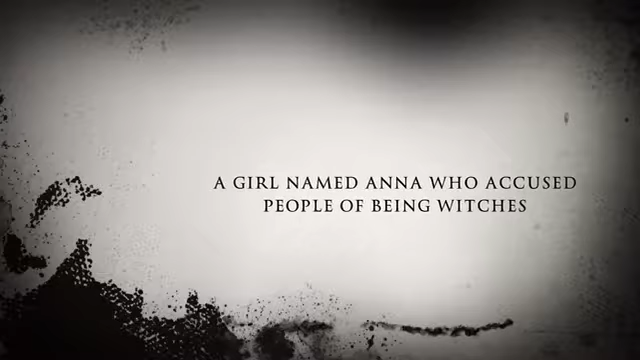 A GIRL NAMED ANNA WHO ACCUSED
PEOPLE OF BEING WITCHES